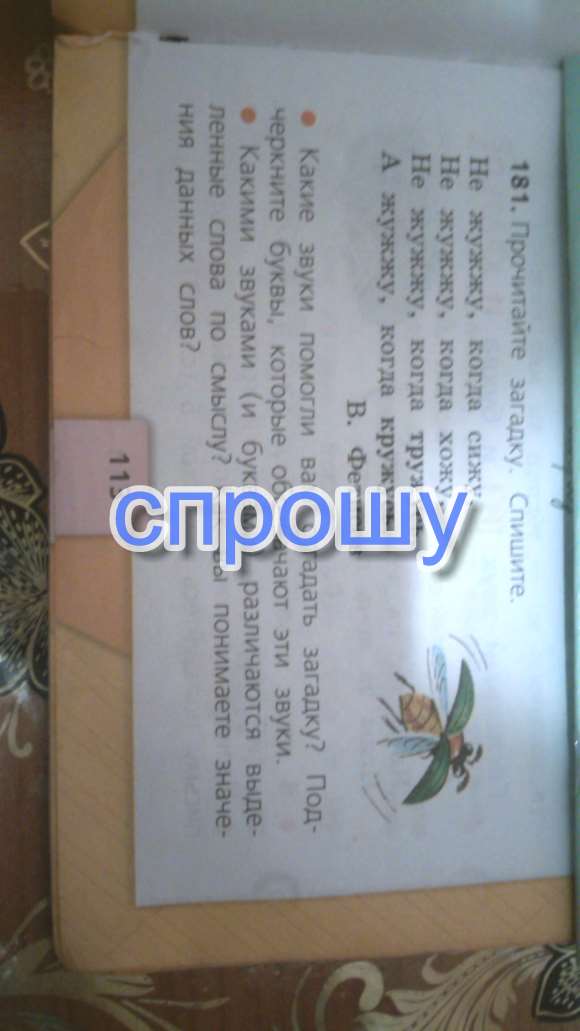 181. Прочитайте загадку. Спишите.
Не жужжу, когда сижу,
Не жужжу, когда хожу,
Не жужжу, когда
А жужжу, когда
В.
• Какие звуки помогли загадку? Под-
черкните буквы, которые эти звуки.
• Какими звуками (и различаются выде-
ленные слова по смыслу? понимаете значе-
ния данных слов?
спрошу